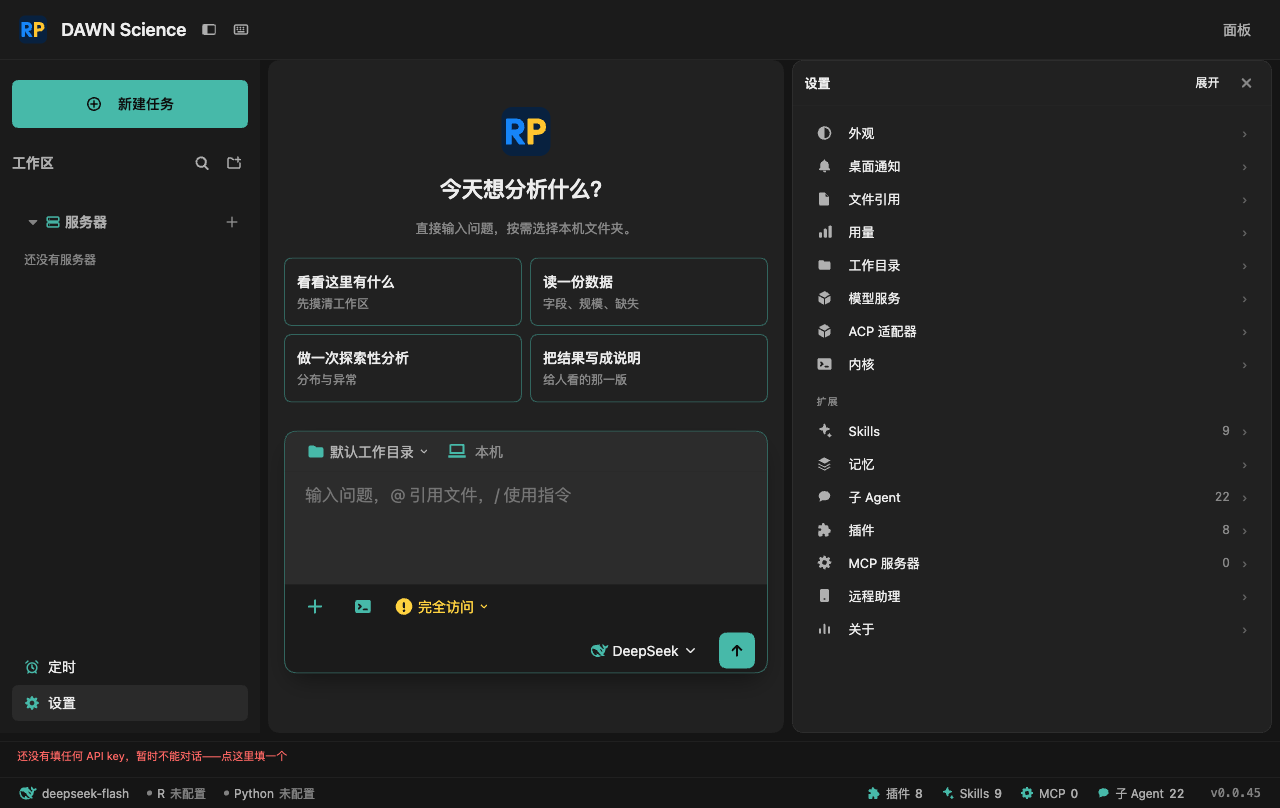 RP DAWN Science
面板
新建任务
工作区
服务器
还没有服务器
定时
设置
RP
今天想分析什么?
直接输入问题，按需选择本机文件夹。
看看这里有什么
先摸清工作区
读一份数据
字段、规模、缺失
做一次探索性分析
分布与异常
把结果写成说明
给人看的那一版
默认工作目录 本机
输入问题，@ 引用文件，/ 使用指令
完全访问
DeepSeek
设置 展开
外观
桌面通知
文件引用
用量
工作目录
模型服务
ACP 适配器
内核
扩展
Skills 9
记忆
子 Agent 22
插件 8
MCP 服务器 0
远程助理
关于
还没有填任何 API key，暂时不能对话——点这里填一个
deepseek-flash R 未配置 Python 未配置 插件 8 Skills 9 MCP 0 子 Agent 22 v0.0.45